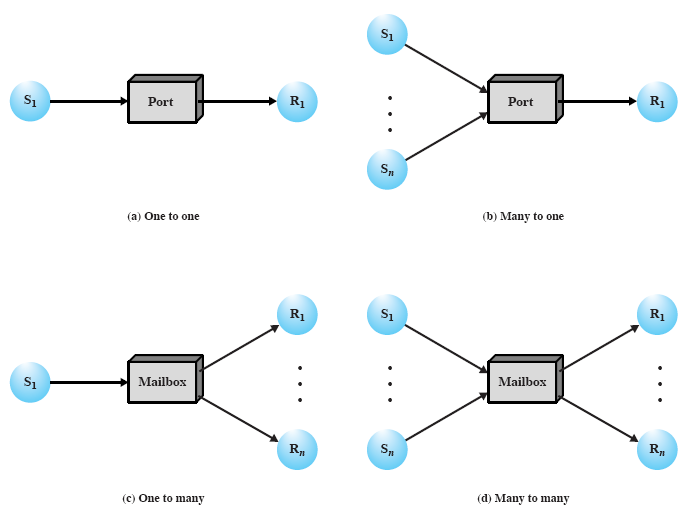 S1
Port
R1
(a) One to one
S1
Sn
Port
R1
(b) Many to one
S1
Mailbox
R1
Rn
(c) One to many
S1
Sn
Mailbox
R1
Rn
(d) Many to many